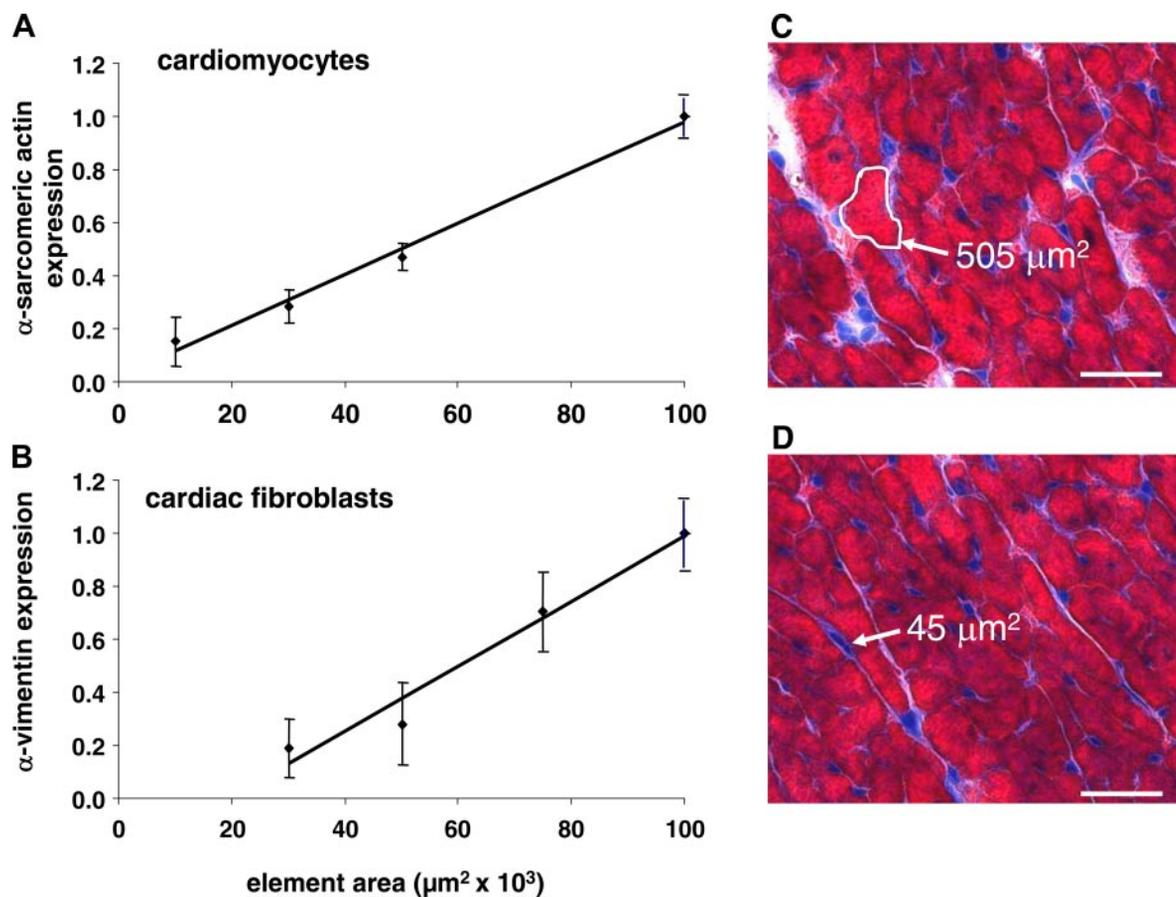 A
cardiomyocytes
α-sarcomeric actin
expression
1.2
1.0
0.8
0.6
0.4
0.2
0.0
0 20 40 60 80 100
B
cardiac fibroblasts
α-vimentin expression
1.2
1.0
0.8
0.6
0.4
0.2
0.0
0 20 40 60 80 100
element area (µm² x 10³)
C
505 µm²
D
45 µm²